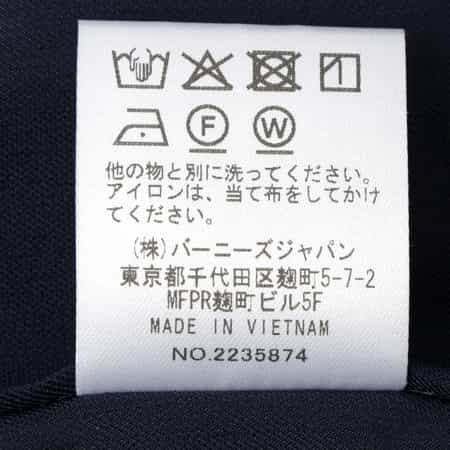 F W
他の物と別に洗ってください。
アイロンは、当て布をしてかけ
てください。
(株)バーニーズジャパン
東京都千代田区麹町5-7-2
MFPR麹町ビル5F
MADE IN VIETNAM
NO.2235874